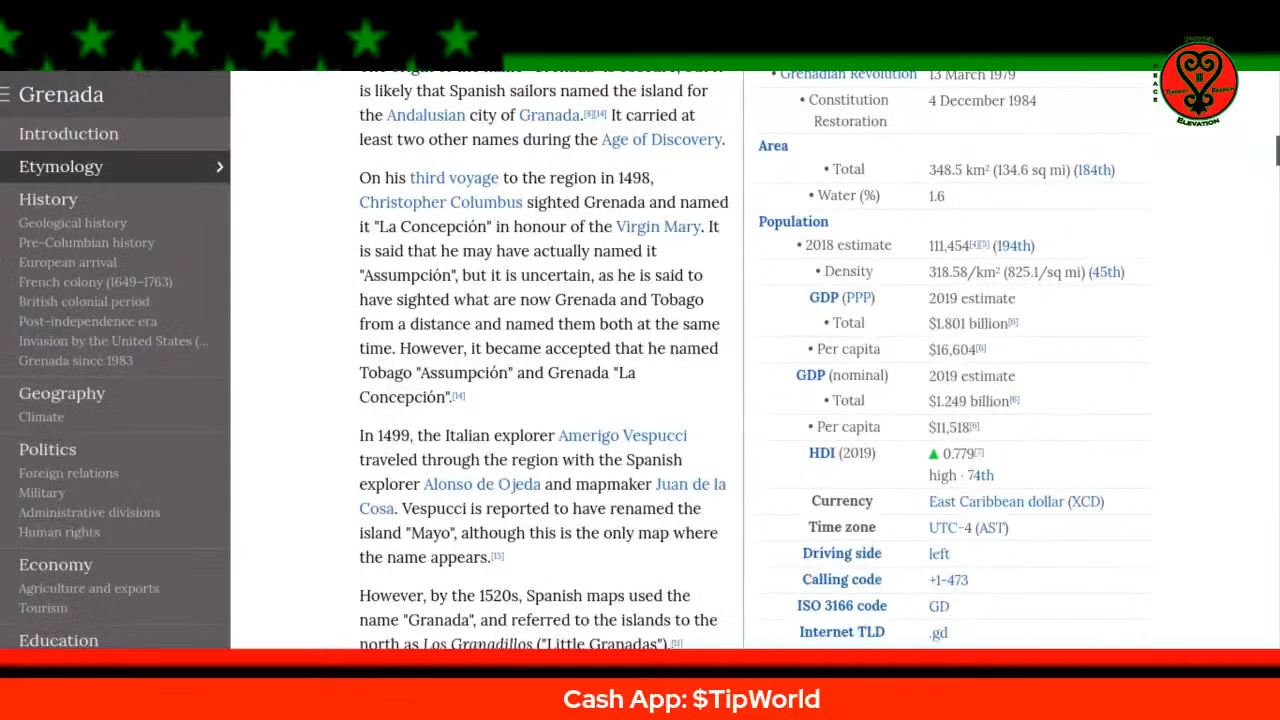 Grenada
Introduction
Etymology
History
Geological history
Pre-Columbian history
European arrival
French colony (1649–1763)
British colonial period
Post-independence era
Invasion by the United States (...
Grenada since 1983
Geography
Climate
Politics
Foreign relations
Military
Administrative divisions
Human rights
Economy
Agriculture and exports
Tourism
Education
is likely that Spanish sailors named the island for
the Andalusian city of Granada.[8][14] It carried at
least two other names during the Age of Discovery.
On his third voyage to the region in 1498,
Christopher Columbus sighted Grenada and named
it "La Concepción" in honour of the Virgin Mary. It
is said that he may have actually named it
"Assumpción", but it is uncertain, as he is said to
have sighted what are now Grenada and Tobago
from a distance and named them both at the same
time. However, it became accepted that he named
Tobago "Assumpción" and Grenada "La
Concepción".[14]
In 1499, the Italian explorer Amerigo Vespucci
traveled through the region with the Spanish
explorer Alonso de Ojeda and mapmaker Juan de la
Cosa. Vespucci is reported to have renamed the
island "Mayo", although this is the only map where
the name appears.[15]
However, by the 1520s, Spanish maps used the
name "Granada", and referred to the islands to the
north as Los Granadillos ("Little Granadas").
• Grenadian Revolution 13 March 1979
• Constitution 4 December 1984
Restoration
Area
• Total 348.5 km² (134.6 sq mi) (184th)
• Water (%) 1.6
Population
• 2018 estimate 111,454[4][5] (194th)
• Density 318.58/km² (825.1/sq mi) (45th)
GDP (PPP) 2019 estimate
• Total $1.801 billion[6]
• Per capita $16,604[6]
GDP (nominal) 2019 estimate
• Total $1.249 billion[6]
• Per capita $11,518[6]
HDI (2019) ▲ 0.779[7]
high · 74th
Currency East Caribbean dollar (XCD)
Time zone UTC−4 (AST)
Driving side left
Calling code +1-473
ISO 3166 code GD
Internet TLD .gd
PEACE
ELEVATION
Cash App: $TipWorld